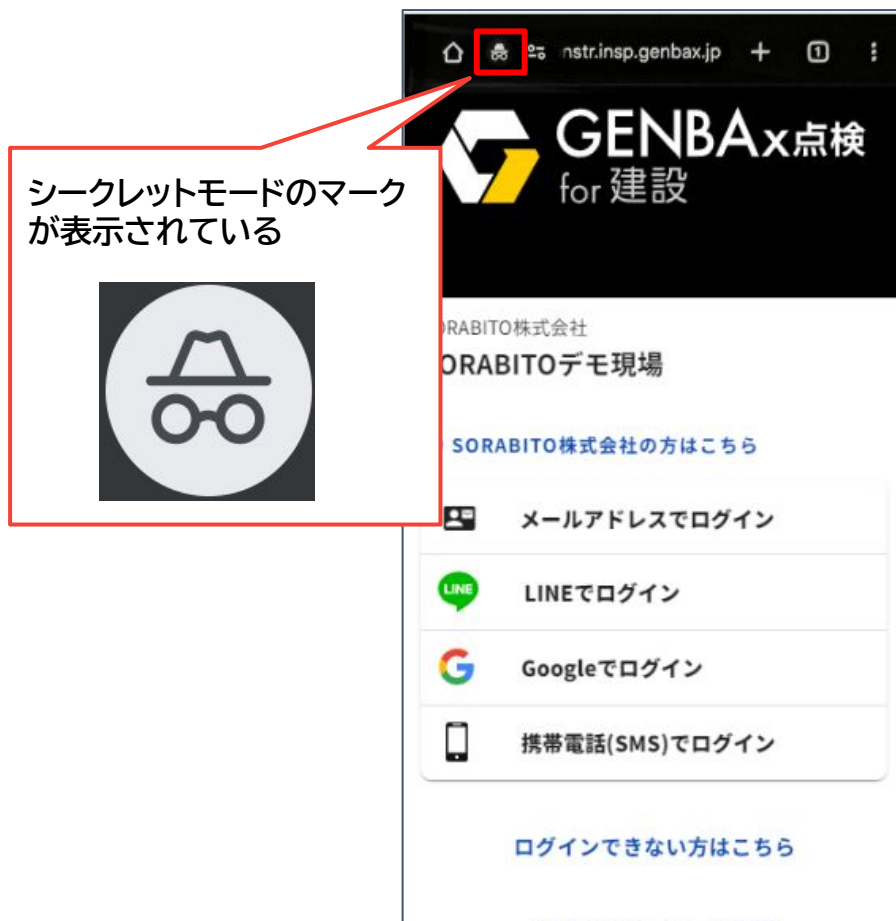 nstr.insp.genbax.jp
1
GENBAx点検
for 建設
シークレットモードのマーク
が表示されている
ORABITO株式会社
ORABITOデモ現場
SORABITO株式会社の方はこちら
メールアドレスでログイン
LINE
LINEでログイン
Googleでログイン
携帯電話(SMS)でログイン
ログインできない方はこちら